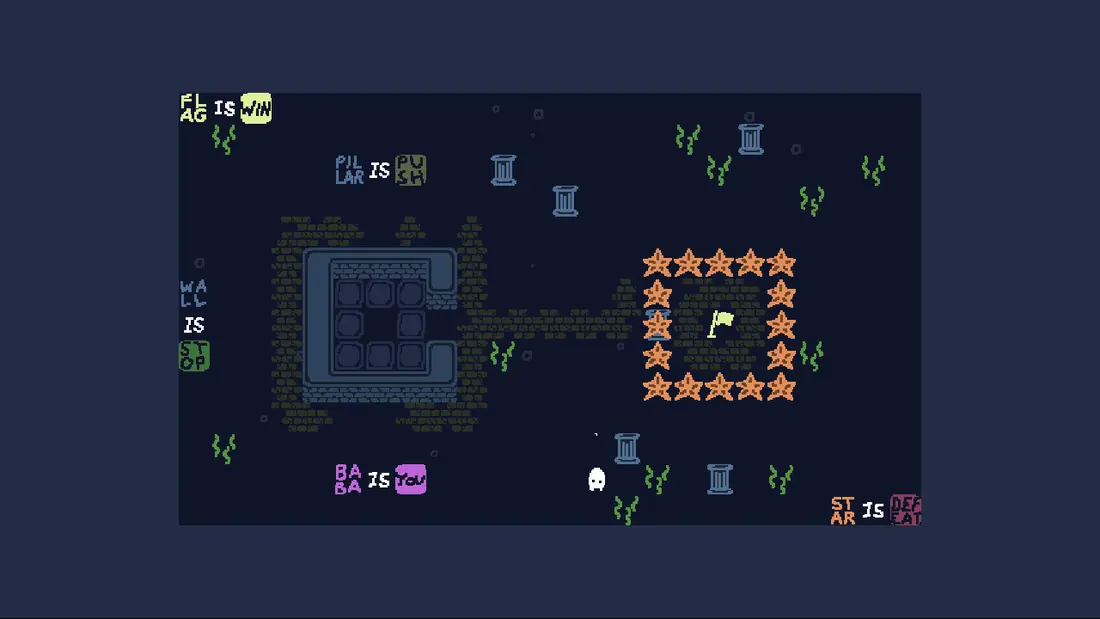 FLAG IS WIN
PILLAR IS PUSH
WALL
IS
STOP
BABA IS YOU
STAR IS DEFEAT